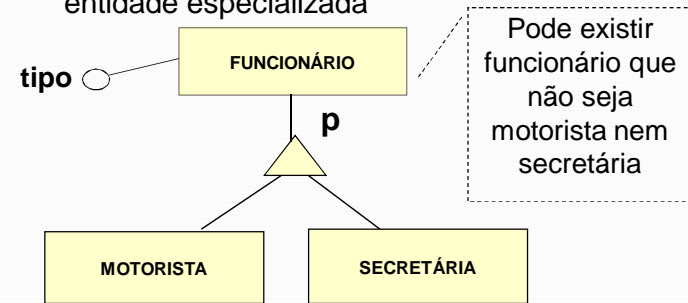 entidade especializada
FUNCIONÁRIO
tipo
p
Pode existir
funcionário que
não seja
motorista nem
secretária
MOTORISTA
SECRETÁRIA